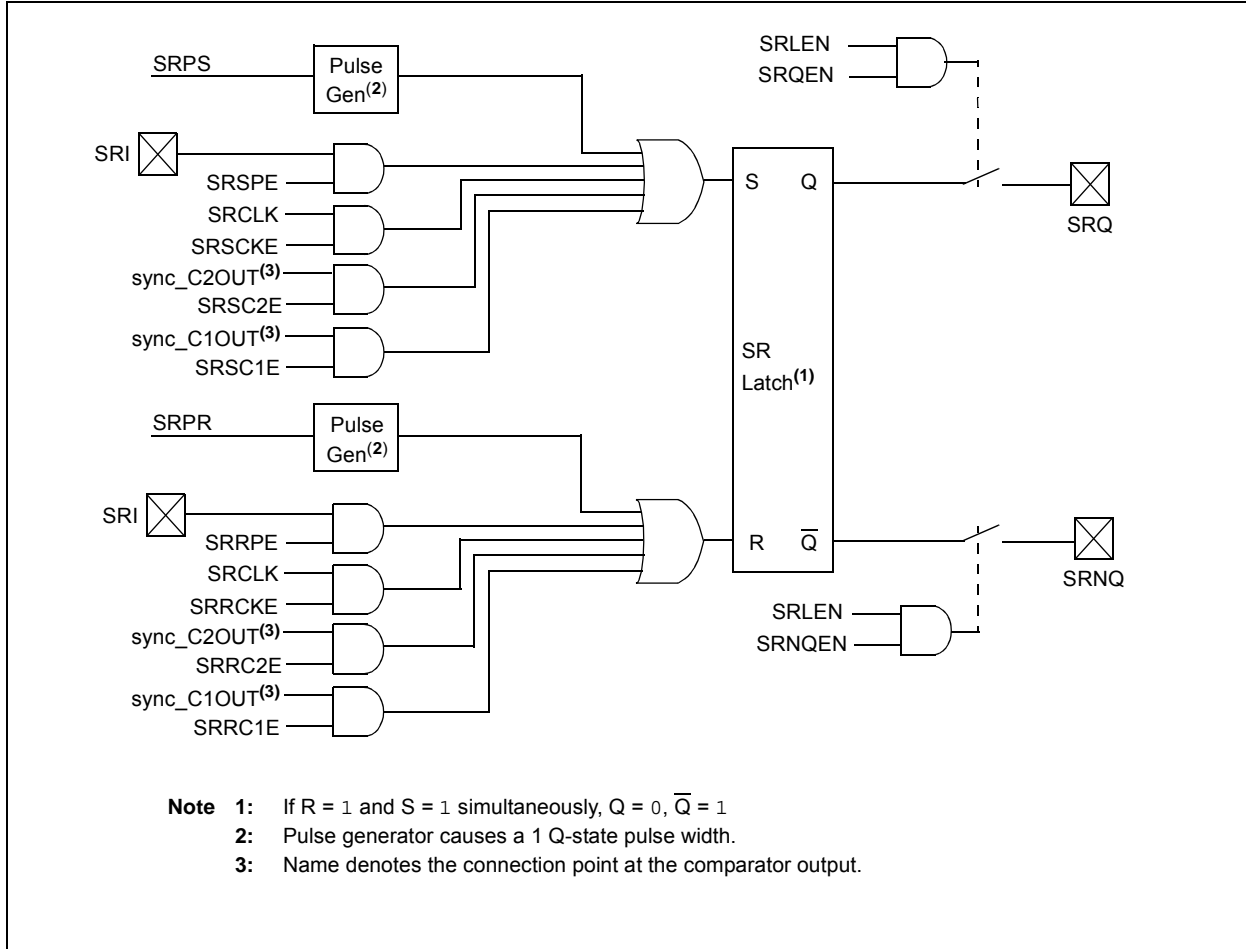 SRPS
Pulse
Gen(2)
SRI
SRSPE
SRCLK
SRSCKE
sync_C2OUT(3)
SRSC2E
sync_C1OUT(3)
SRSC1E
SRPR
Pulse
Gen(2)
SRI
SRRPE
SRCLK
SRRCKE
sync_C2OUT(3)
SRRC2E
sync_C1OUT(3)
SRRC1E
S Q
SR
Latch(1)
R Q̅
SRLEN
SRQEN
SRQ
SRNQ
SRLEN
SRNQEN
Note 1: If R = 1 and S = 1 simultaneously, Q = 0, Q̅ = 1
2: Pulse generator causes a 1 Q-state pulse width.
3: Name denotes the connection point at the comparator output.